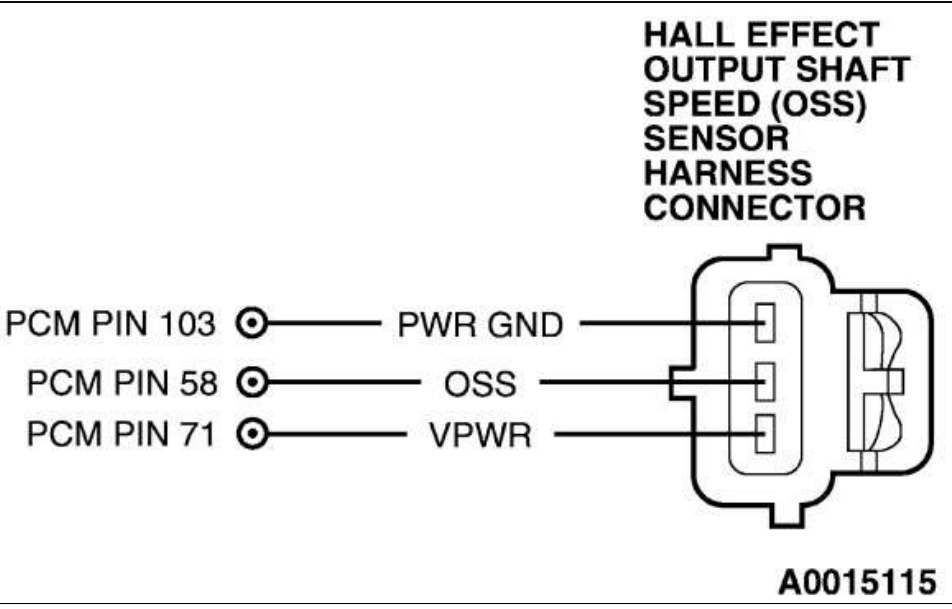 HALL EFFECT
OUTPUT SHAFT
SPEED (OSS)
SENSOR
HARNESS
CONNECTOR
PCM PIN 103 PWR GND
PCM PIN 58 OSS
PCM PIN 71 VPWR
A0015115